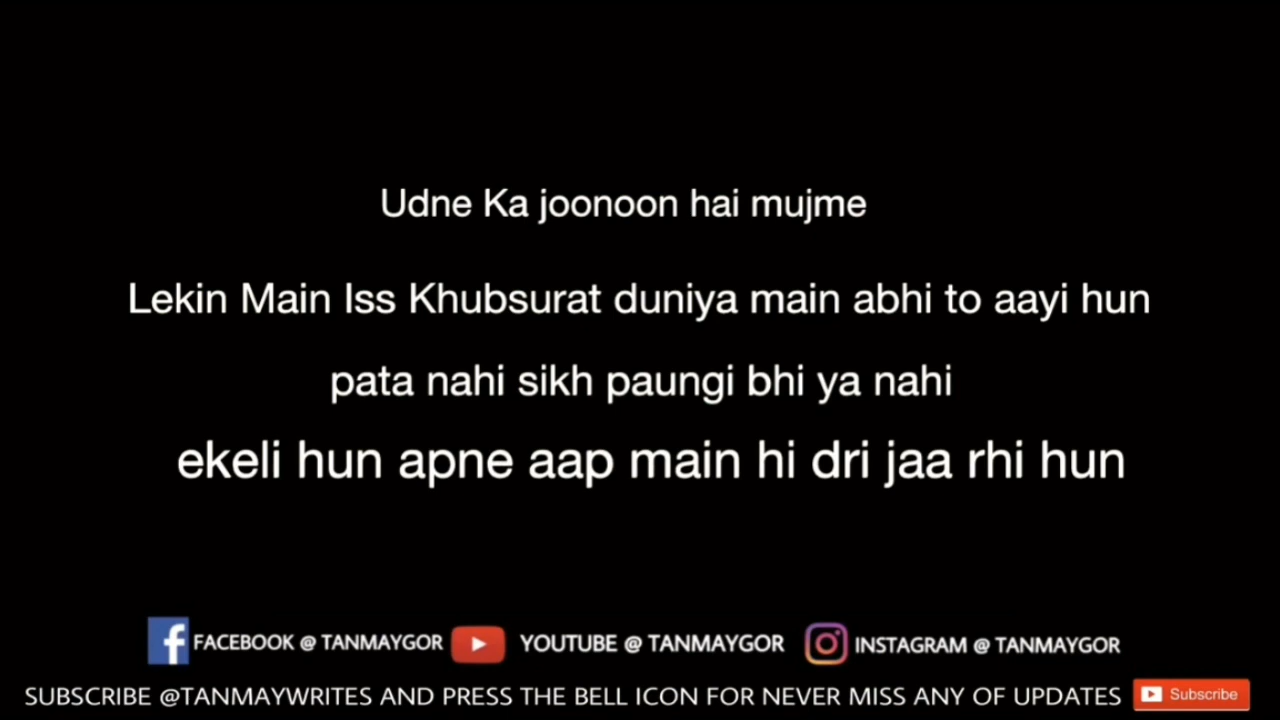 Udne Ka joonoon hai mujme
Lekin Main Iss Khubsurat duniya main abhi to aayi hun
pata nahi sikh paungi bhi ya nahi
ekeli hun apne aap main hi dri jaa rhi hun
FACEBOOK @ TANMAYGOR YOUTUBE @ TANMAYGOR INSTAGRAM @ TANMAYGOR
SUBSCRIBE @TANMAYWRITES AND PRESS THE BELL ICON FOR NEVER MISS ANY OF UPDATES Subscribe